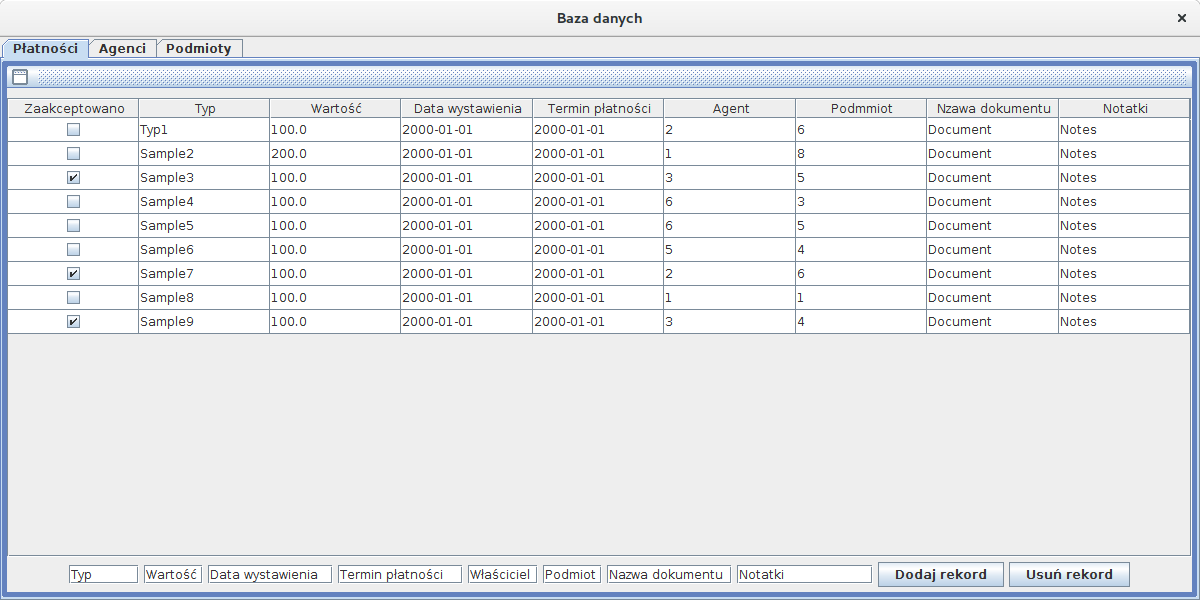 Baza danych
Płatności Agenci Podmioty
Zaakceptowano Typ Wartość Data wystawienia Termin płatności Agent Podmmiot Nzawa dokumentu Notatki
Typ1 100.0 2000-01-01 2000-01-01 2 6 Document Notes
Sample2 200.0 2000-01-01 2000-01-01 1 8 Document Notes
Sample3 100.0 2000-01-01 2000-01-01 3 5 Document Notes
Sample4 100.0 2000-01-01 2000-01-01 6 3 Document Notes
Sample5 100.0 2000-01-01 2000-01-01 6 5 Document Notes
Sample6 100.0 2000-01-01 2000-01-01 5 4 Document Notes
Sample7 100.0 2000-01-01 2000-01-01 2 6 Document Notes
Sample8 100.0 2000-01-01 2000-01-01 1 1 Document Notes
Sample9 100.0 2000-01-01 2000-01-01 3 4 Document Notes
Typ Wartość Data wystawienia Termin płatności Właściciel Podmiot Nazwa dokumentu Notatki Dodaj rekord Usuń rekord